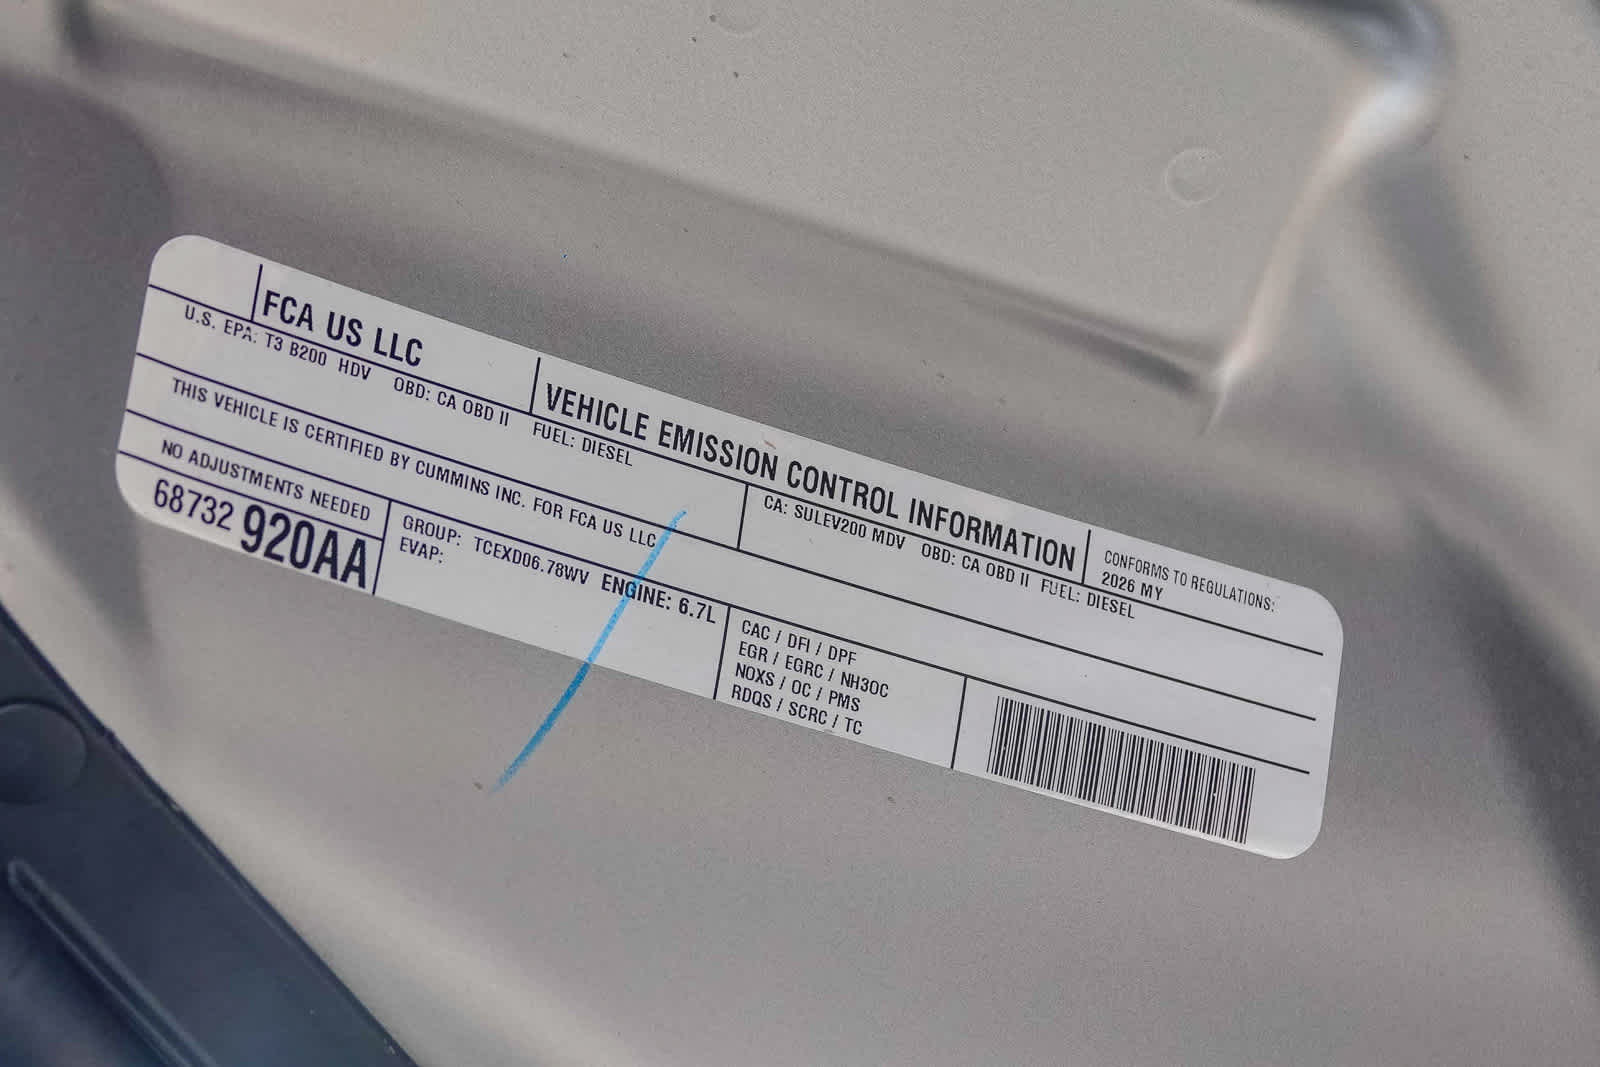 FCA US LLC
VEHICLE EMISSION CONTROL INFORMATION
CONFORMS TO REGULATIONS:
2026 MY
U.S. EPA: T3 B200 HDV OBD: CA OBD II FUEL: DIESEL
CA: SULEV200 MDV OBD: CA OBD II FUEL: DIESEL
THIS VEHICLE IS CERTIFIED BY CUMMINS INC. FOR FCA US LLC
NO ADJUSTMENTS NEEDED
68732 920AA
GROUP: TCEXD06.78WV ENGINE: 6.7L
EVAP:
CAC / DFI / DPF
EGR / EGRC / NH3OC
NOXS / OC / PMS
RDQS / SCRC / TC